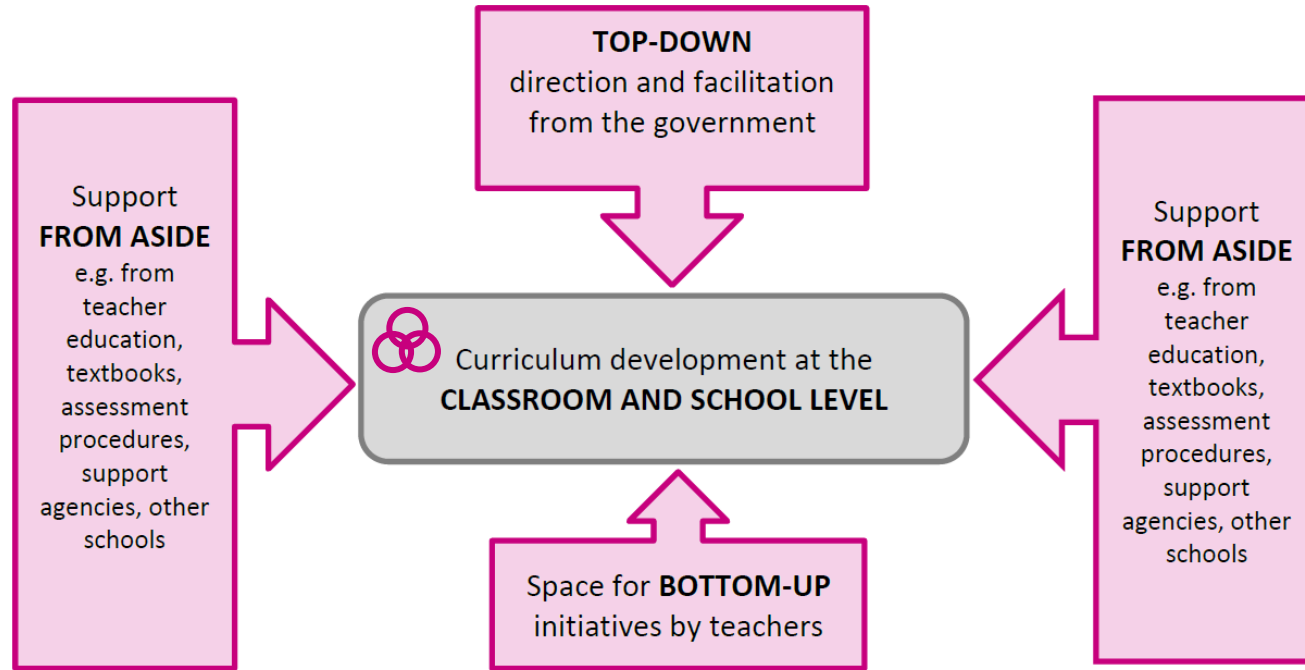 TOP-DOWN
direction and facilitation
from the government
Support
FROM ASIDE
e.g. from
teacher
education,
textbooks,
assessment
procedures,
support
agencies, other
schools
Curriculum development at the
CLASSROOM AND SCHOOL LEVEL
Support
FROM ASIDE
e.g. from
teacher
education,
textbooks,
assessment
procedures,
support
agencies, other
schools
Space for BOTTOM-UP
initiatives by teachers